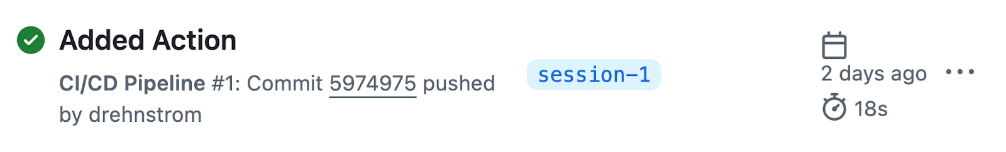 Added Action
CI/CD Pipeline #1: Commit 5974975 pushed
by drehnstrom
session-1
2 days ago
18s